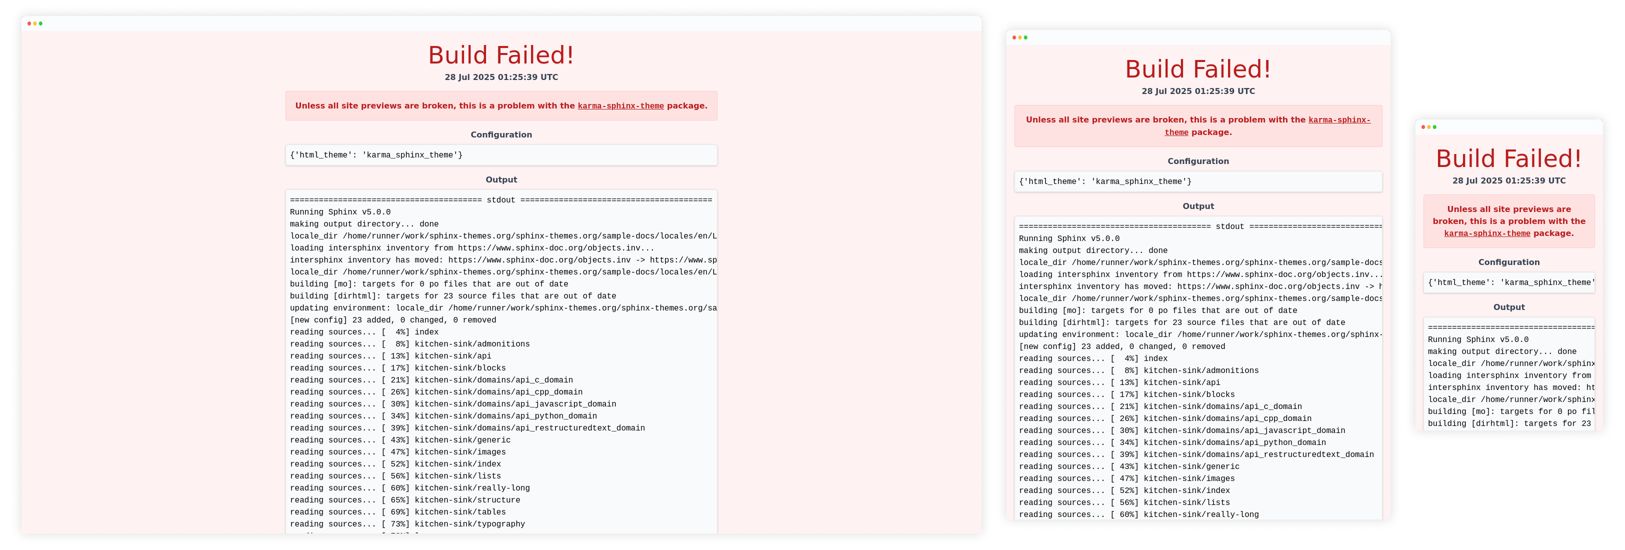 Build Failed!
28 Jul 2025 01:25:39 UTC
Unless all site previews are broken, this is a problem with the karma-sphinx-theme package.
Configuration
{'html_theme': 'karma_sphinx_theme'}
Output
======================================== stdout ========================================
Running Sphinx v5.0.0
making output directory... done
locale_dir /home/runner/work/sphinx-themes.org/sphinx-themes.org/sample-docs/locales/en/L
loading intersphinx inventory from https://www.sphinx-doc.org/objects.inv...
intersphinx inventory has moved: https://www.sphinx-doc.org/objects.inv -> https://www.sp
locale_dir /home/runner/work/sphinx-themes.org/sphinx-themes.org/sample-docs/locales/en/L
building [mo]: targets for 0 po files that are out of date
building [dirhtml]: targets for 23 source files that are out of date
updating environment: locale_dir /home/runner/work/sphinx-themes.org/sphinx-themes.org/sa
[new config] 23 added, 0 changed, 0 removed
reading sources... [  4%] index
reading sources... [  8%] kitchen-sink/admonitions
reading sources... [ 13%] kitchen-sink/api
reading sources... [ 17%] kitchen-sink/blocks
reading sources... [ 21%] kitchen-sink/domains/api_c_domain
reading sources... [ 26%] kitchen-sink/domains/api_cpp_domain
reading sources... [ 30%] kitchen-sink/domains/api_javascript_domain
reading sources... [ 34%] kitchen-sink/domains/api_python_domain
reading sources... [ 39%] kitchen-sink/domains/api_restructuredtext_domain
reading sources... [ 43%] kitchen-sink/generic
reading sources... [ 47%] kitchen-sink/images
reading sources... [ 52%] kitchen-sink/index
reading sources... [ 56%] kitchen-sink/lists
reading sources... [ 60%] kitchen-sink/really-long
reading sources... [ 65%] kitchen-sink/structure
reading sources... [ 69%] kitchen-sink/tables
reading sources... [ 73%] kitchen-sink/typography
Build Failed!
28 Jul 2025 01:25:39 UTC
Unless all site previews are broken, this is a problem with the karma-sphinx-
theme package.
Configuration
{'html_theme': 'karma_sphinx_theme'}
Output
======================================== stdout ===================================
Running Sphinx v5.0.0
making output directory... done
locale_dir /home/runner/work/sphinx-themes.org/sphinx-themes.org/sample-docs
loading intersphinx inventory from https://www.sphinx-doc.org/objects.inv...
intersphinx inventory has moved: https://www.sphinx-doc.org/objects.inv -> h
locale_dir /home/runner/work/sphinx-themes.org/sphinx-themes.org/sample-docs
building [mo]: targets for 0 po files that are out of date
building [dirhtml]: targets for 23 source files that are out of date
updating environment: locale_dir /home/runner/work/sphinx-themes.org/sphinx-
[new config] 23 added, 0 changed, 0 removed
reading sources... [  4%] index
reading sources... [  8%] kitchen-sink/admonitions
reading sources... [ 13%] kitchen-sink/api
reading sources... [ 17%] kitchen-sink/blocks
reading sources... [ 21%] kitchen-sink/domains/api_c_domain
reading sources... [ 26%] kitchen-sink/domains/api_cpp_domain
reading sources... [ 30%] kitchen-sink/domains/api_javascript_domain
reading sources... [ 34%] kitchen-sink/domains/api_python_domain
reading sources... [ 39%] kitchen-sink/domains/api_restructuredtext_domain
reading sources... [ 43%] kitchen-sink/generic
reading sources... [ 47%] kitchen-sink/images
reading sources... [ 52%] kitchen-sink/index
reading sources... [ 56%] kitchen-sink/lists
reading sources... [ 60%] kitchen-sink/really-long
Build Failed!
28 Jul 2025 01:25:39 UTC
Unless all site previews are
broken, this is a problem with the
karma-sphinx-theme package.
Configuration
{'html_theme': 'karma_sphinx_theme'
Output
===================================
Running Sphinx v5.0.0
making output directory... done
locale_dir /home/runner/work/sphinx
loading intersphinx inventory from
intersphinx inventory has moved: ht
locale_dir /home/runner/work/sphinx
building [mo]: targets for 0 po fil
building [dirhtml]: targets for 23